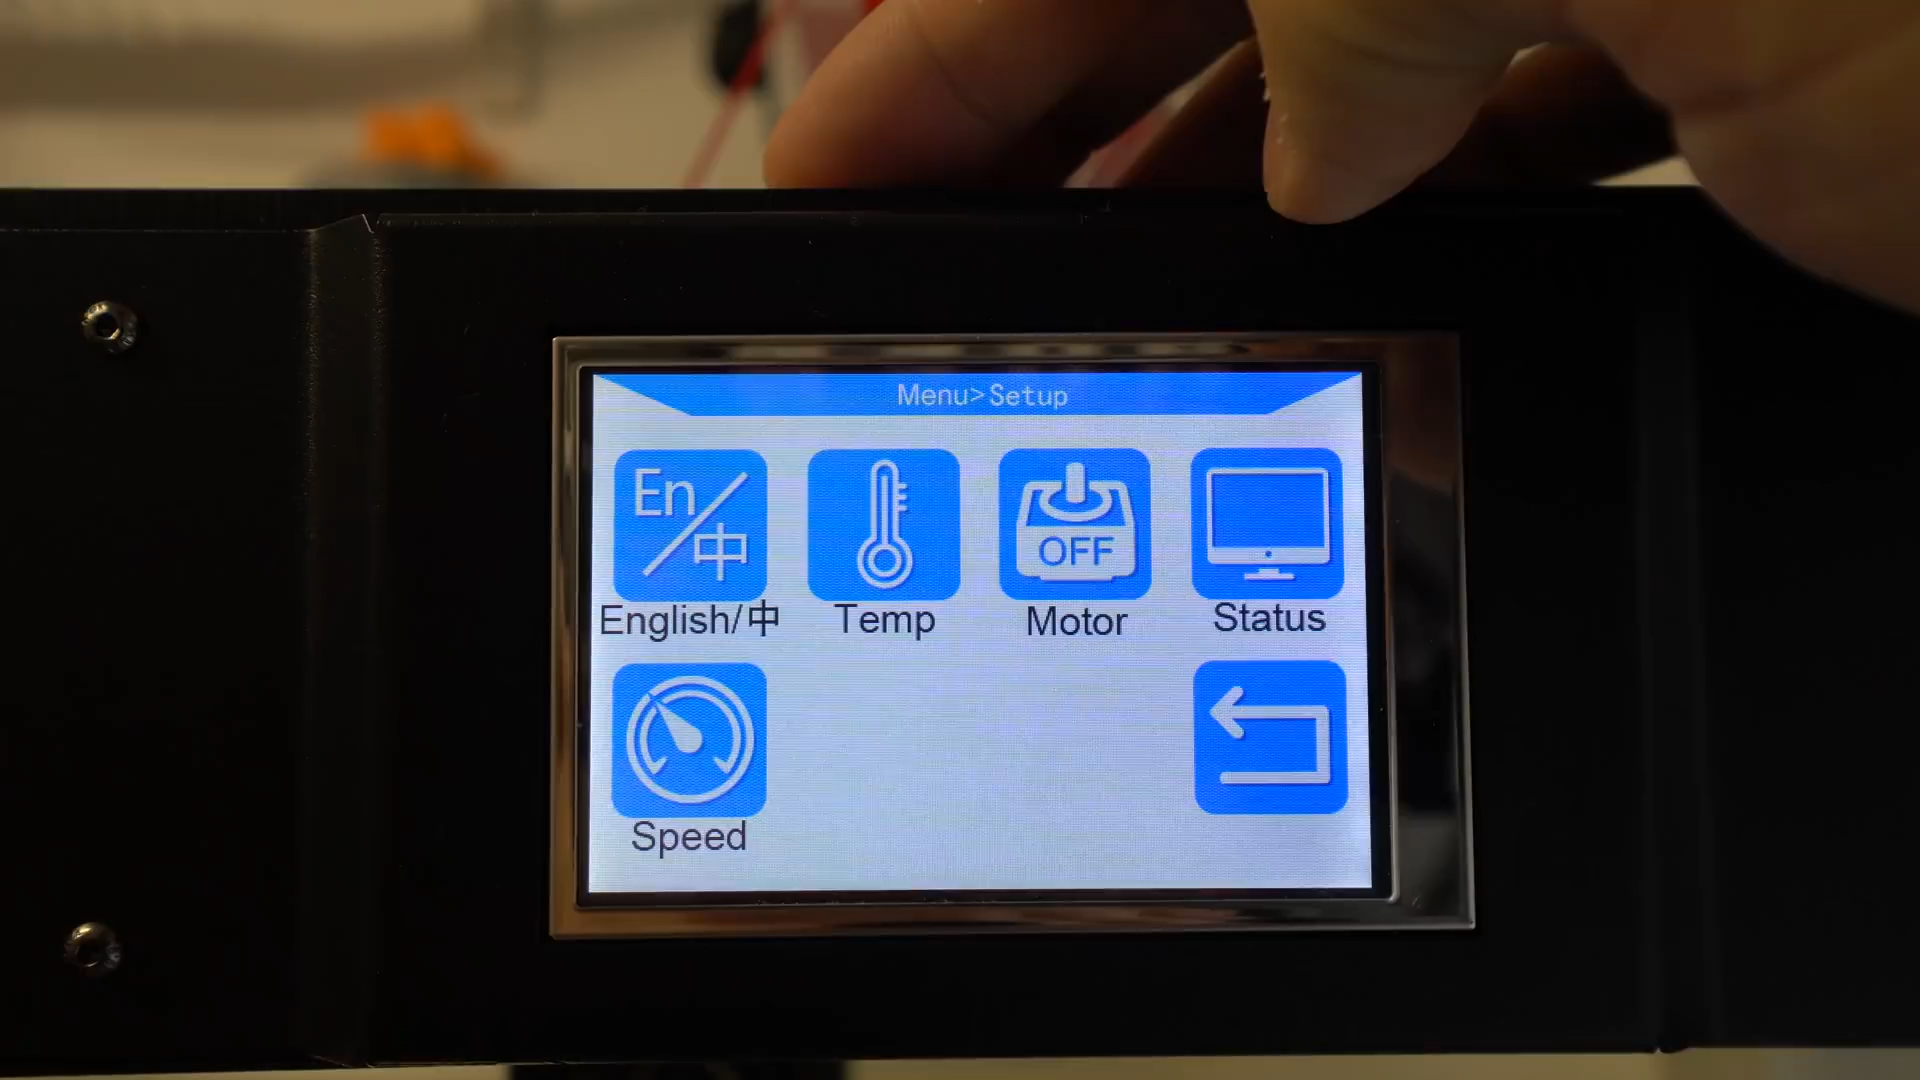 Menu>Setup
En/中
OFF
English/中
Temp
Motor
Status
Speed